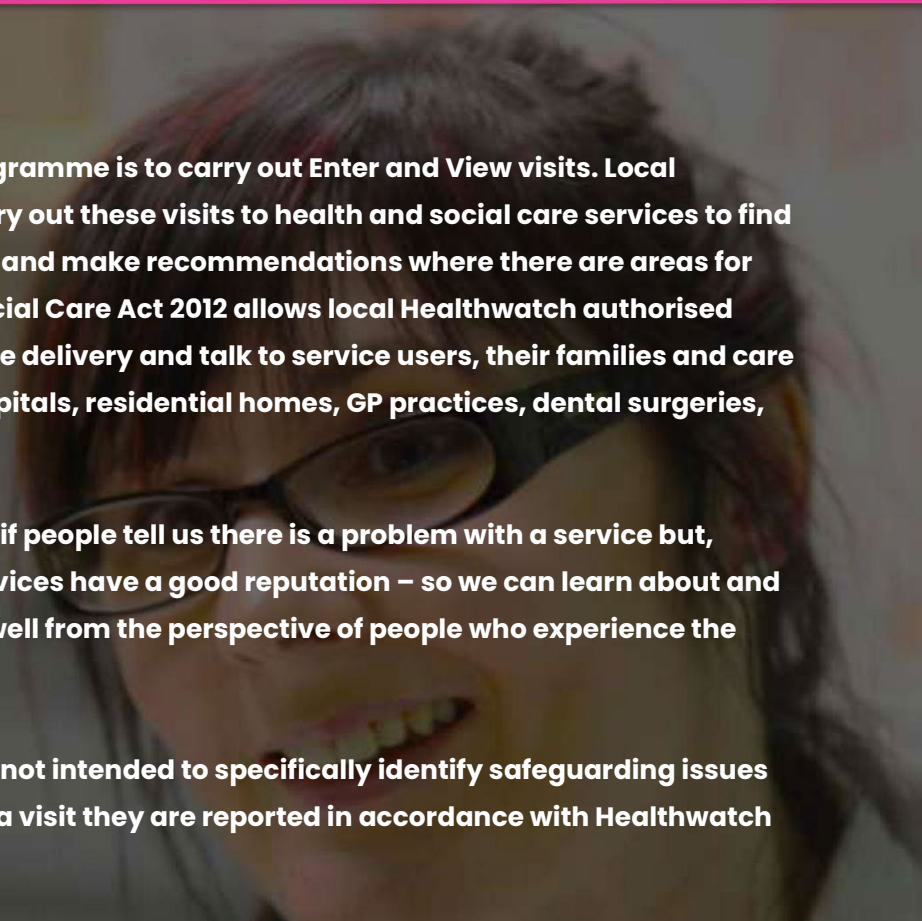 gramme is to carry out Enter and View visits. Local
ry out these visits to health and social care services to find
and make recommendations where there are areas for
cial Care Act 2012 allows local Healthwatch authorised
e delivery and talk to service users, their families and care
pitals, residential homes, GP practices, dental surgeries,
if people tell us there is a problem with a service but,
vices have a good reputation – so we can learn about and
well from the perspective of people who experience the
not intended to specifically identify safeguarding issues
a visit they are reported in accordance with Healthwatch